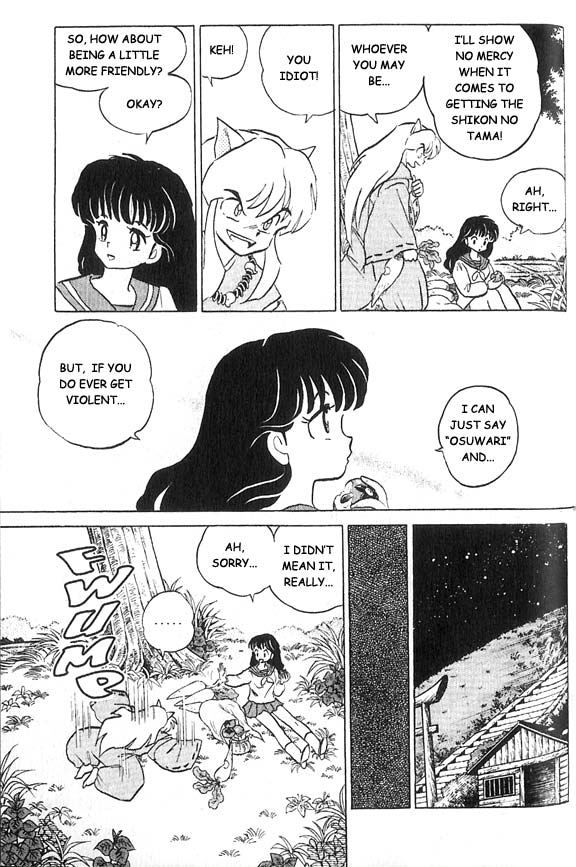 SO, HOW ABOUT
BEING A LITTLE
MORE FRIENDLY?
OKAY?
KEH!
YOU
IDIOT!
WHOEVER
YOU MAY
BE...
I'LL SHOW
NO MERCY
WHEN IT
COMES TO
GETTING THE
SHIKON NO
TAMA!
AH,
RIGHT...
BUT, IF YOU
DO EVER GET
VIOLENT...
I CAN
JUST SAY
"OSUWARI"
AND...
FWUMP
.....
AH,
SORRY...
I DIDN'T
MEAN IT,
REALLY...